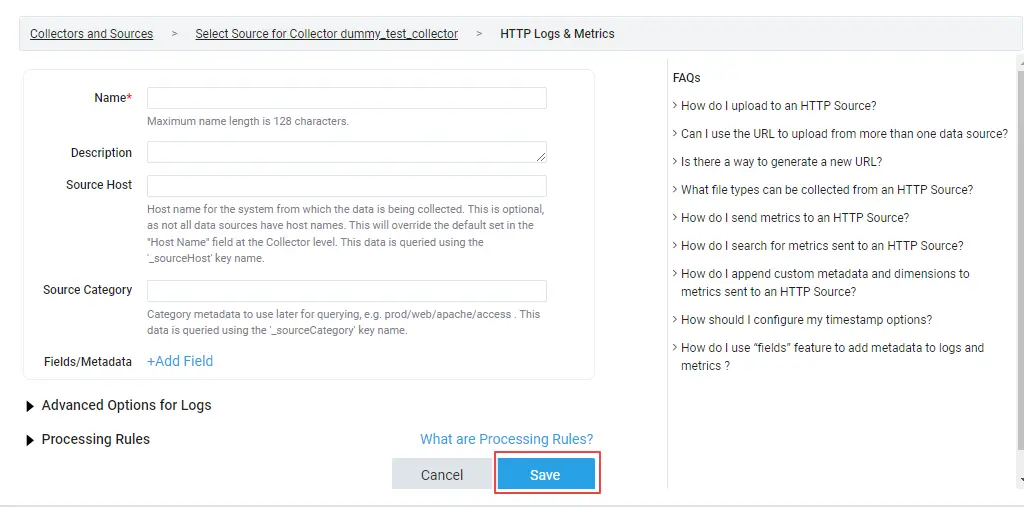 Collectors and Sources > Select Source for Collector dummy_test_collector > HTTP Logs & Metrics
Name*
Maximum name length is 128 characters.
Description
Source Host
Host name for the system from which the data is being collected. This is optional,
as not all data sources have host names. This will override the default set in the
"Host Name" field at the Collector level. This data is queried using the
'_sourceHost' key name.
Source Category
Category metadata to use later for querying, e.g. prod/web/apache/access . This
data is queried using the '_sourceCategory' key name.
Fields/Metadata +Add Field
Advanced Options for Logs
Processing Rules What are Processing Rules?
Cancel Save
FAQs
> How do I upload to an HTTP Source?
> Can I use the URL to upload from more than one data source?
> Is there a way to generate a new URL?
> What file types can be collected from an HTTP Source?
> How do I send metrics to an HTTP Source?
> How do I search for metrics sent to an HTTP Source?
> How do I append custom metadata and dimensions to
metrics sent to an HTTP Source?
> How should I configure my timestamp options?
> How do I use “fields” feature to add metadata to logs and
metrics ?